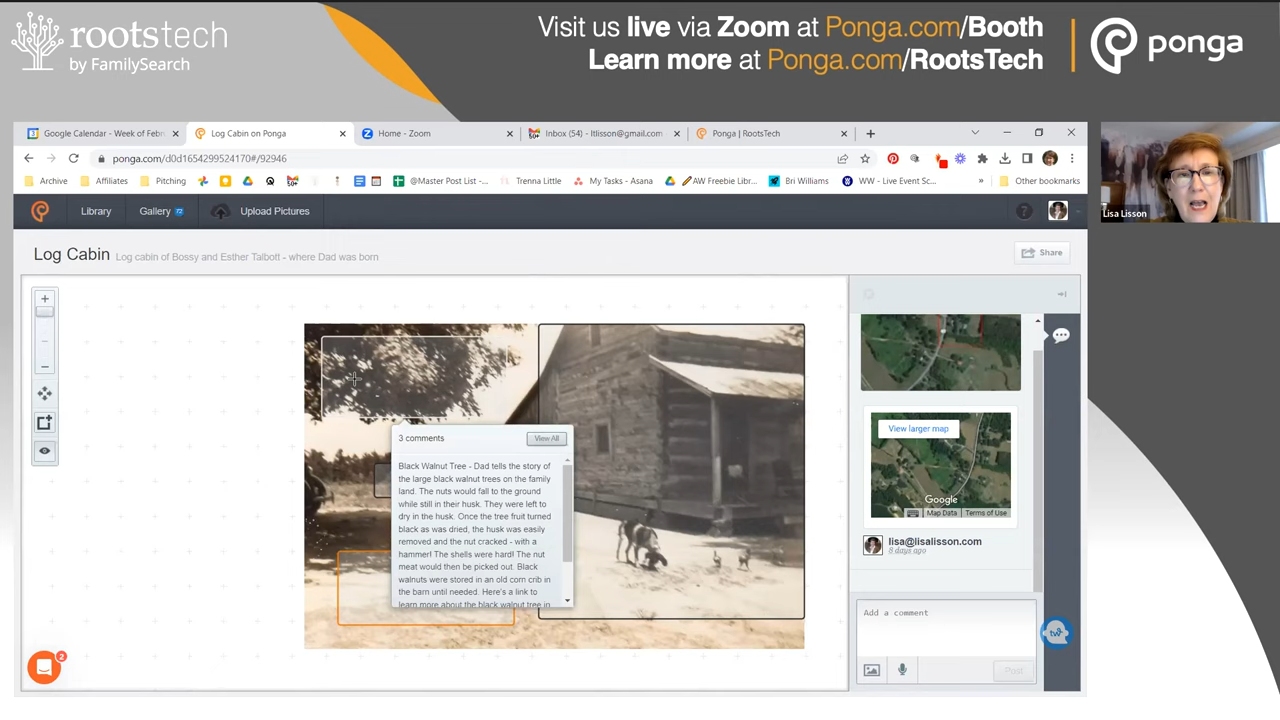 rootstech
by FamilySearch
Visit us live via Zoom at Ponga.com/Booth
Learn more at Ponga.com/RootsTech
ponga
Google Calendar - Week of Febr
Log Cabin on Ponga
Home - Zoom
Inbox (54) - ltlisson@gmail.com
Ponga | RootsTech
ponga.com/d0d1654299524170#/92946
Archive
Affiliates
Pitching
@Master Post List -...
Trenna Little
My Tasks - Asana
AW Freebie Libr...
Bri Williams
WW - Live Event Sc...
»
Other bookmarks
Library
Gallery
Upload Pictures
?
Lisa Lisson
Log Cabin
Log cabin of Bossy and Esther Talbott - where Dad was born
Share
3 comments
View All
Black Walnut Tree - Dad tells the story of
the large black walnut trees on the family
land. The nuts would fall to the ground
while still in their husk. They were left to
dry in the husk. Once the tree fruit turned
black as was dried, the husk was easily
removed and the nut cracked - with a
hammer! The shells were hard! The nut
meat would then be picked out. Black
walnuts were stored in an old corn crib in
the barn until needed. Here's a link to
learn more about the black walnut tree in
View larger map
Google
Map Data
Terms of Use
lisa@lisalisson.com
8 days ago
Add a comment
Post
2